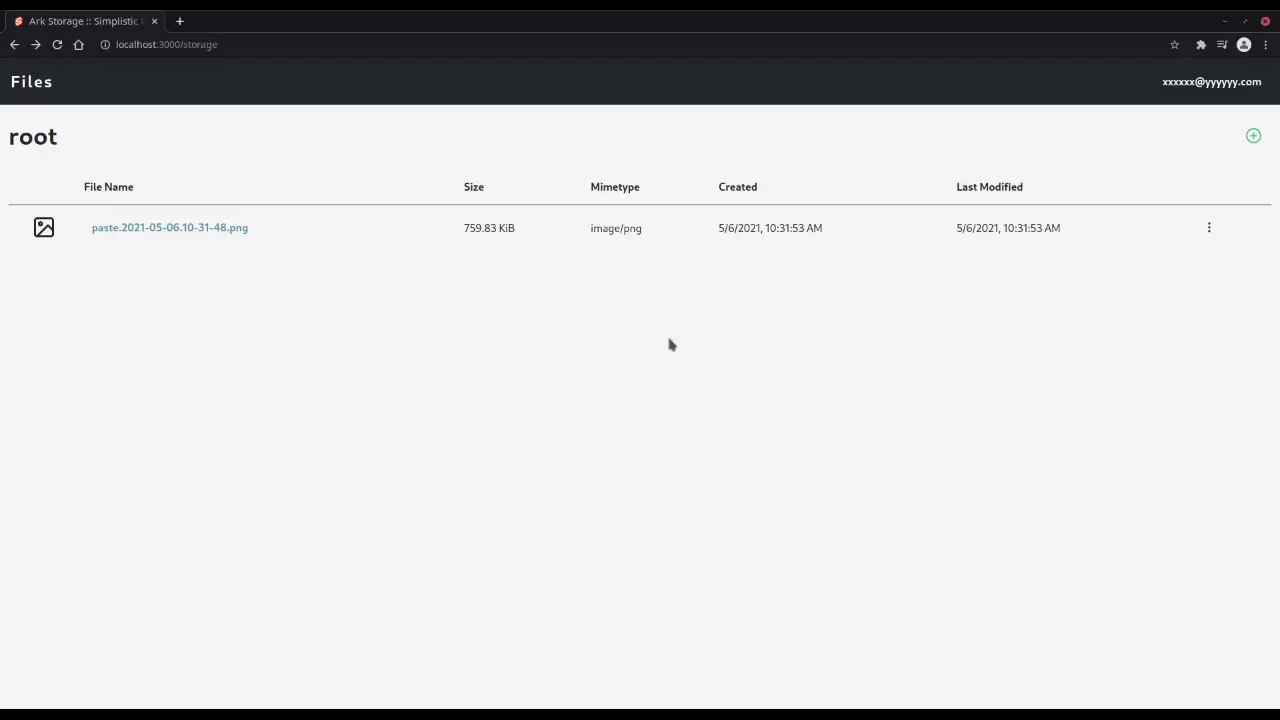 Ark Storage :: Simplistic
localhost:3000/storage
Files
xxxxxx@yyyyyy.com
root
File Name Size Mimetype Created Last Modified
paste.2021-05-06.10-31-48.png 759.83 KiB image/png 5/6/2021, 10:31:53 AM 5/6/2021, 10:31:53 AM